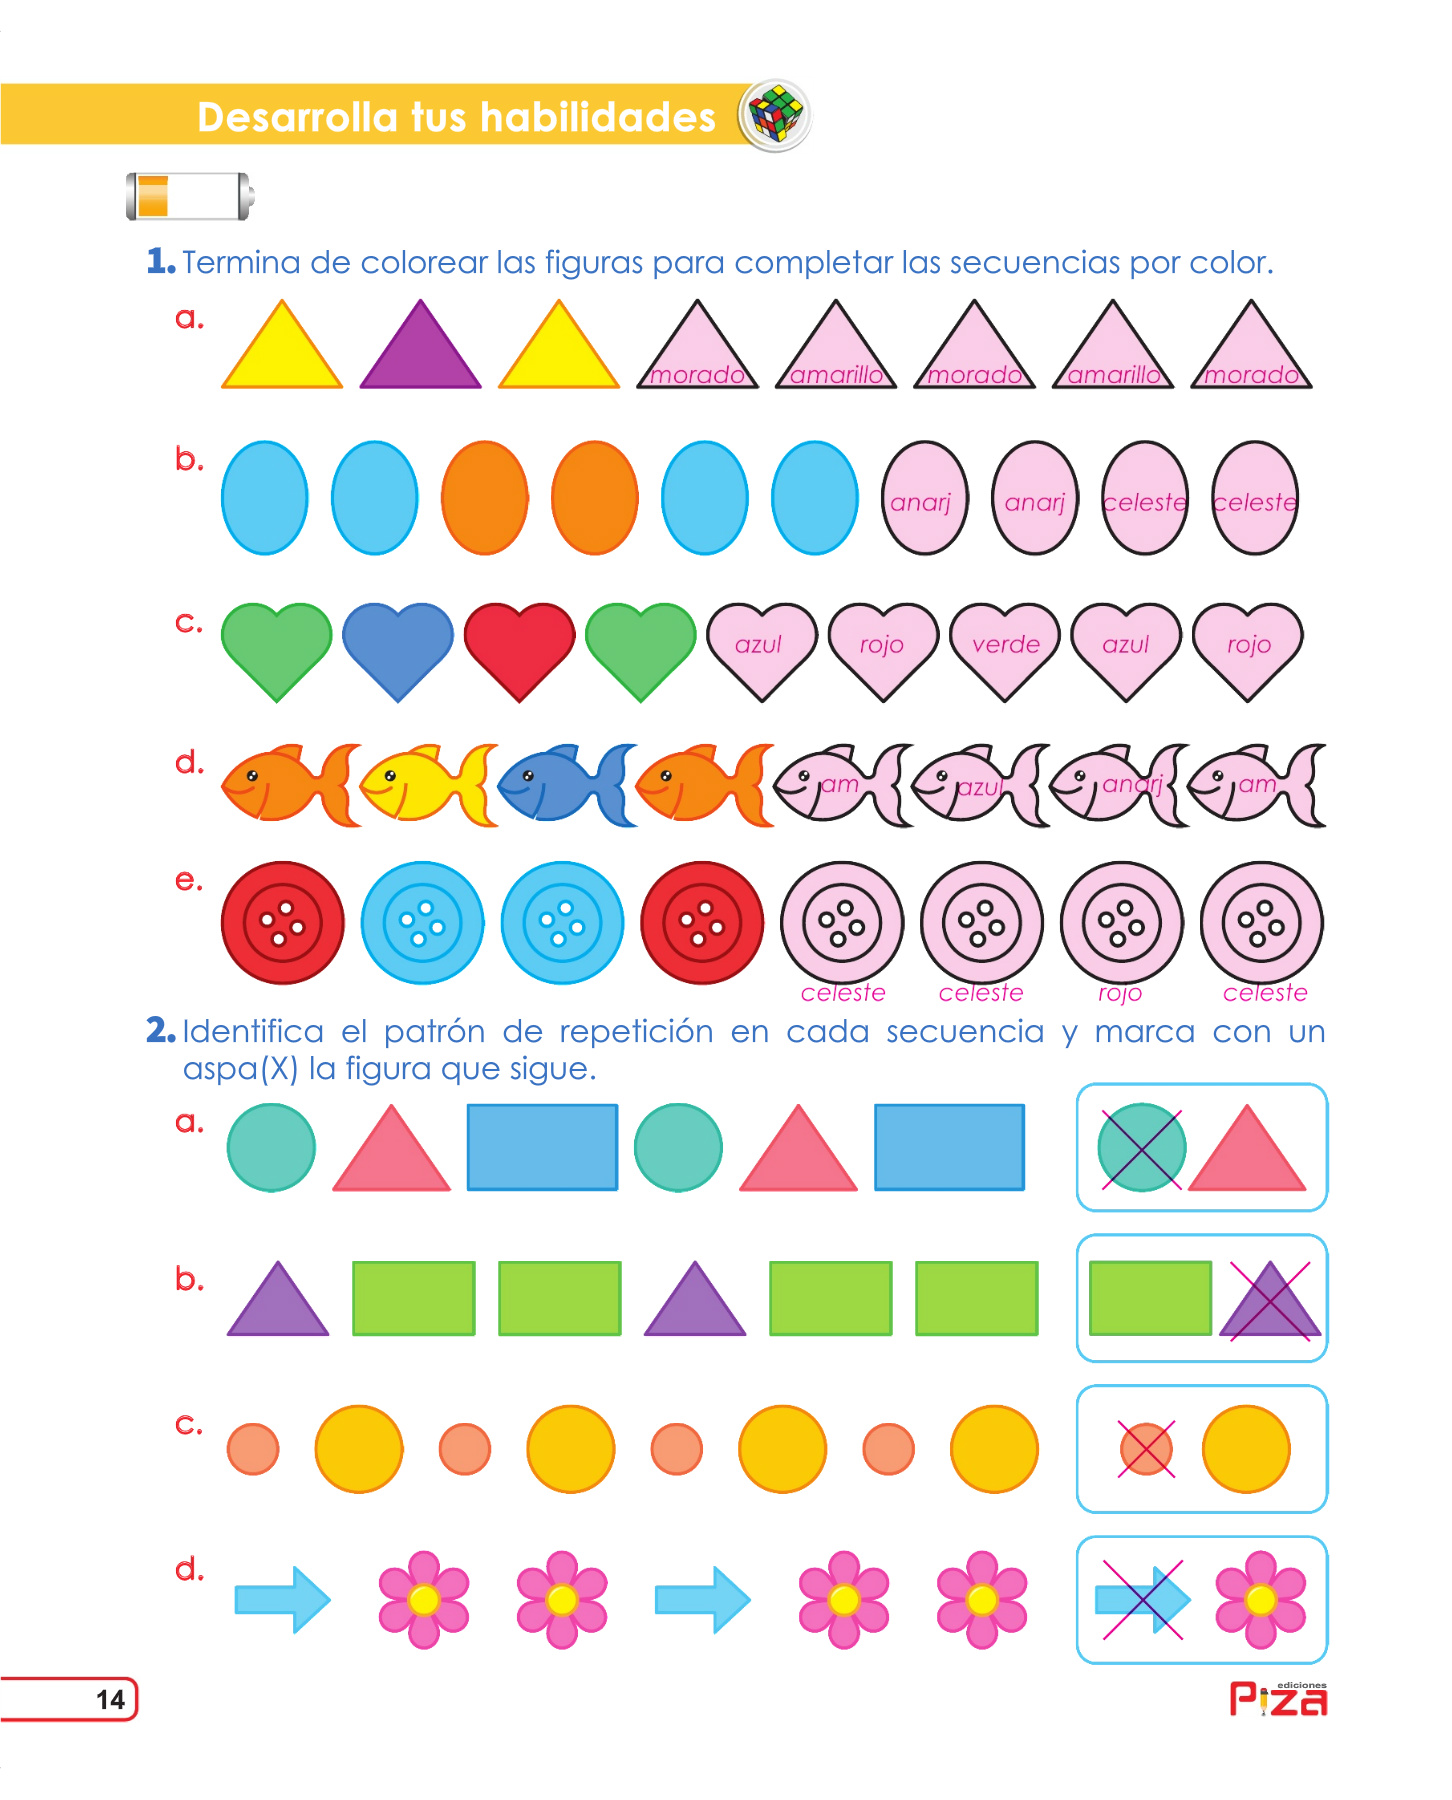 Desarrolla tus habilidades
1. Termina de colorear las figuras para completar las secuencias por color.
a.
morado amarillo morado amarillo morado
b.
anarj anarj celeste celeste
c.
azul rojo verde azul rojo
d.
am azul anarj am
e.
celeste celeste rojo celeste
2. Identifica el patrón de repetición en cada secuencia y marca con un
aspa(X) la figura que sigue.
a.
b.
c.
d.
14
ediciones
Piza